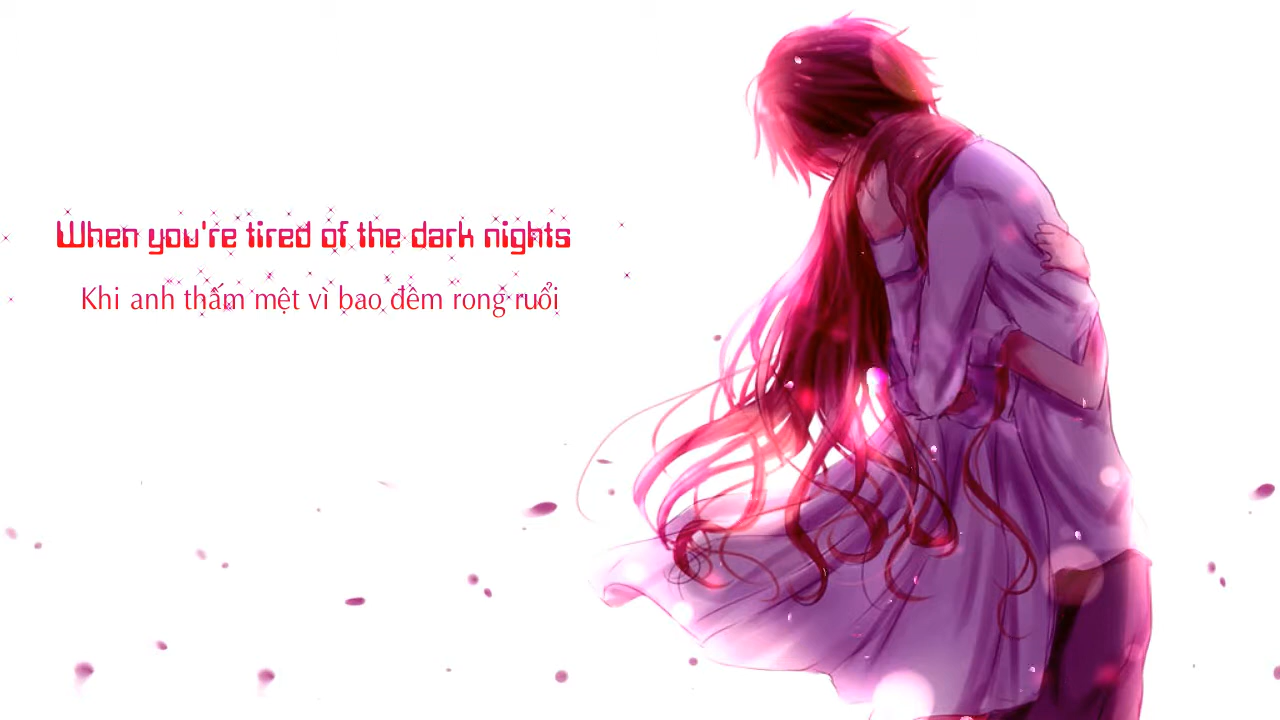 When you're tired of the dark nights
Khi anh thấm mệt vì bao đêm rong ruổi